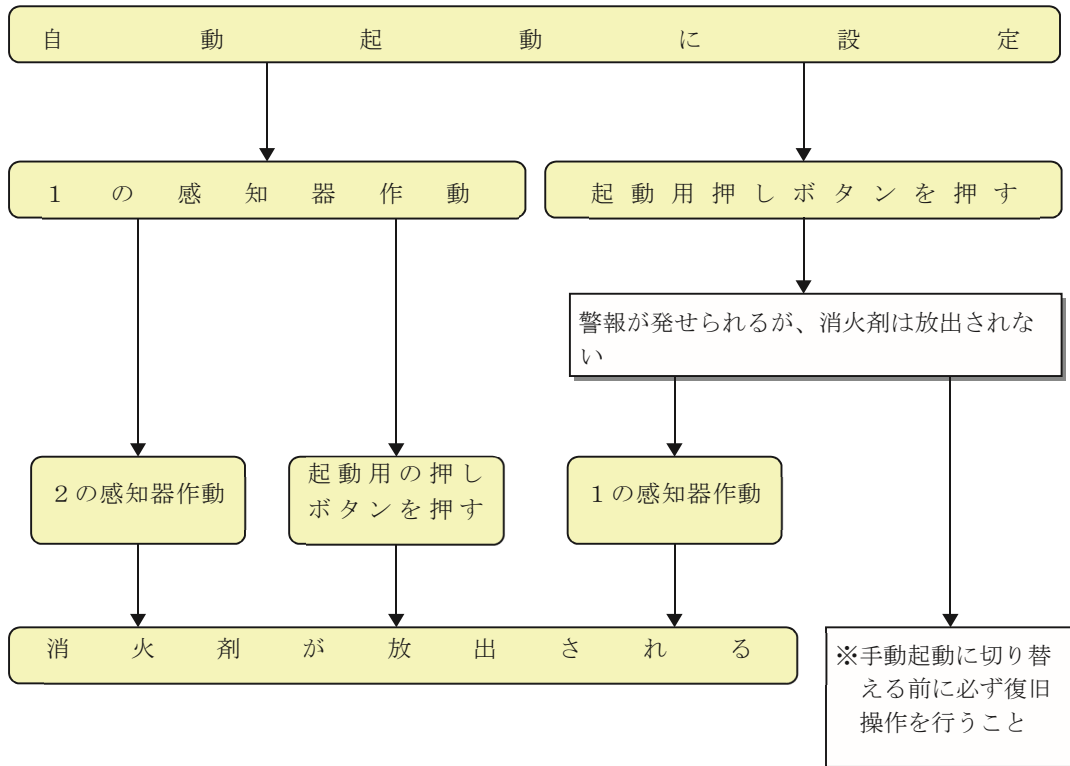 自動起動に設定
１の感知器作動
起動用押しボタンを押す
警報が発せられるが、消火剤は放出されな
い
２の感知器作動
起動用の押し
ボタンを押す
１の感知器作動
消火剤が放出される
※手動起動に切り替
える前に必ず復旧
操作を行うこと